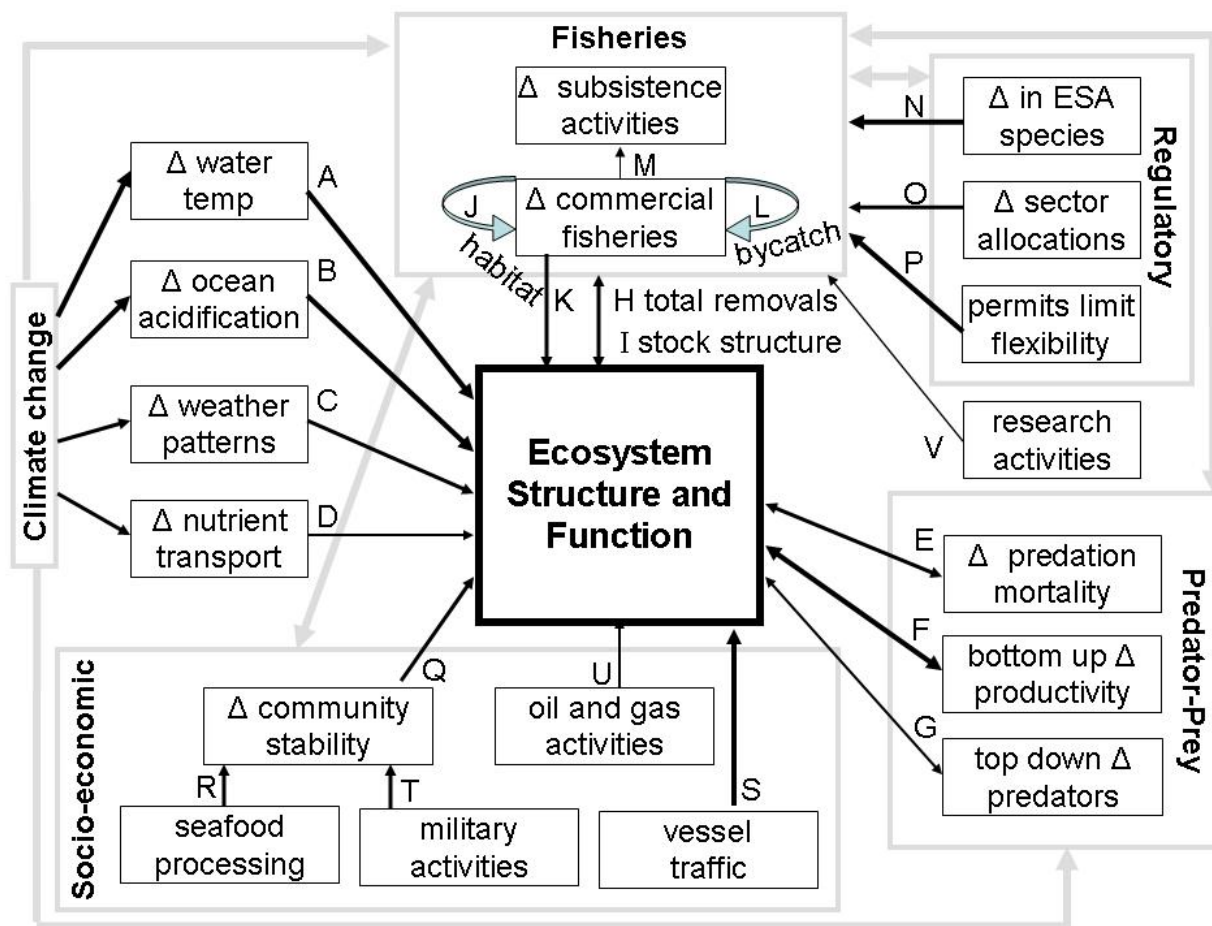 Fisheries
Δ subsistence
activities
M
J
Δ commercial
fisheries
L
habitat
bycatch
K
H total removals
I stock structure
Climate change
Δ water
temp
A
Δ ocean
acidification
B
Δ weather
patterns
C
Δ nutrient
transport
D
Ecosystem
Structure and
Function
Regulatory
N
Δ in ESA
species
O
Δ sector
allocations
P
permits limit
flexibility
V
research
activities
Predator-Prey
E
Δ predation
mortality
F
bottom up Δ
productivity
G
top down Δ
predators
Socio-economic
Q
Δ community
stability
U
oil and gas
activities
R
seafood
processing
T
military
activities
S
vessel
traffic